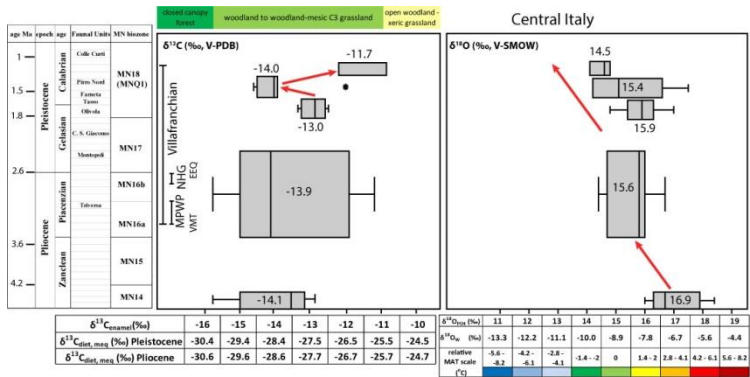 closed canopy forest
woodland to woodland-mesic C3 grassland
open woodland - xeric grassland
Central Italy
age Ma epoch age Faunal Units MN biozone
δ¹³C (‰, V-PDB)
δ¹⁸O (‰, V-SMOW)
1
1.5
1.8
2.6
3.6
4.2
Pleistocene
Pliocene
Calabrian
Gelasian
Piacenzian
Zanclean
Colle Curti
Pirro Nord
Farneta
Tasso
Olivola
C. S. Giacomo
Montopoli
Triversa
MN18 (MNQ1)
MN17
MN16b
MN16a
MN15
MN14
Villafranchian
NHG
EEQ
MPWP
VMT
-11.7
-14.0
-13.0
-13.9
-14.1
14.5
15.4
15.9
15.6
16.9
δ¹³Cenamel(‰) -16 -15 -14 -13 -12 -11 -10
δ¹³Cdiet, meq (‰) Pleistocene -30.4 -29.4 -28.4 -27.5 -26.5 -25.5 -24.5
δ¹³Cdiet, meq (‰) Pliocene -30.6 -29.6 -28.6 -27.7 -26.7 -25.7 -24.7
(‰) 11 12 13 14 15 16 17 18 19
δ¹⁸Ow (‰) -13.3 -12.2 -11.1 -10.0 -8.9 -7.8 -6.7 -5.6 -4.4
relative MAT scale (°C) -5.6 - -8.2 -4.2 - -6.1 -2.8 - -4.1 -1.4 - -2 0 1.4 - 2 2.8 - 4.1 4.2 - 6.1 5.6 - 8.2